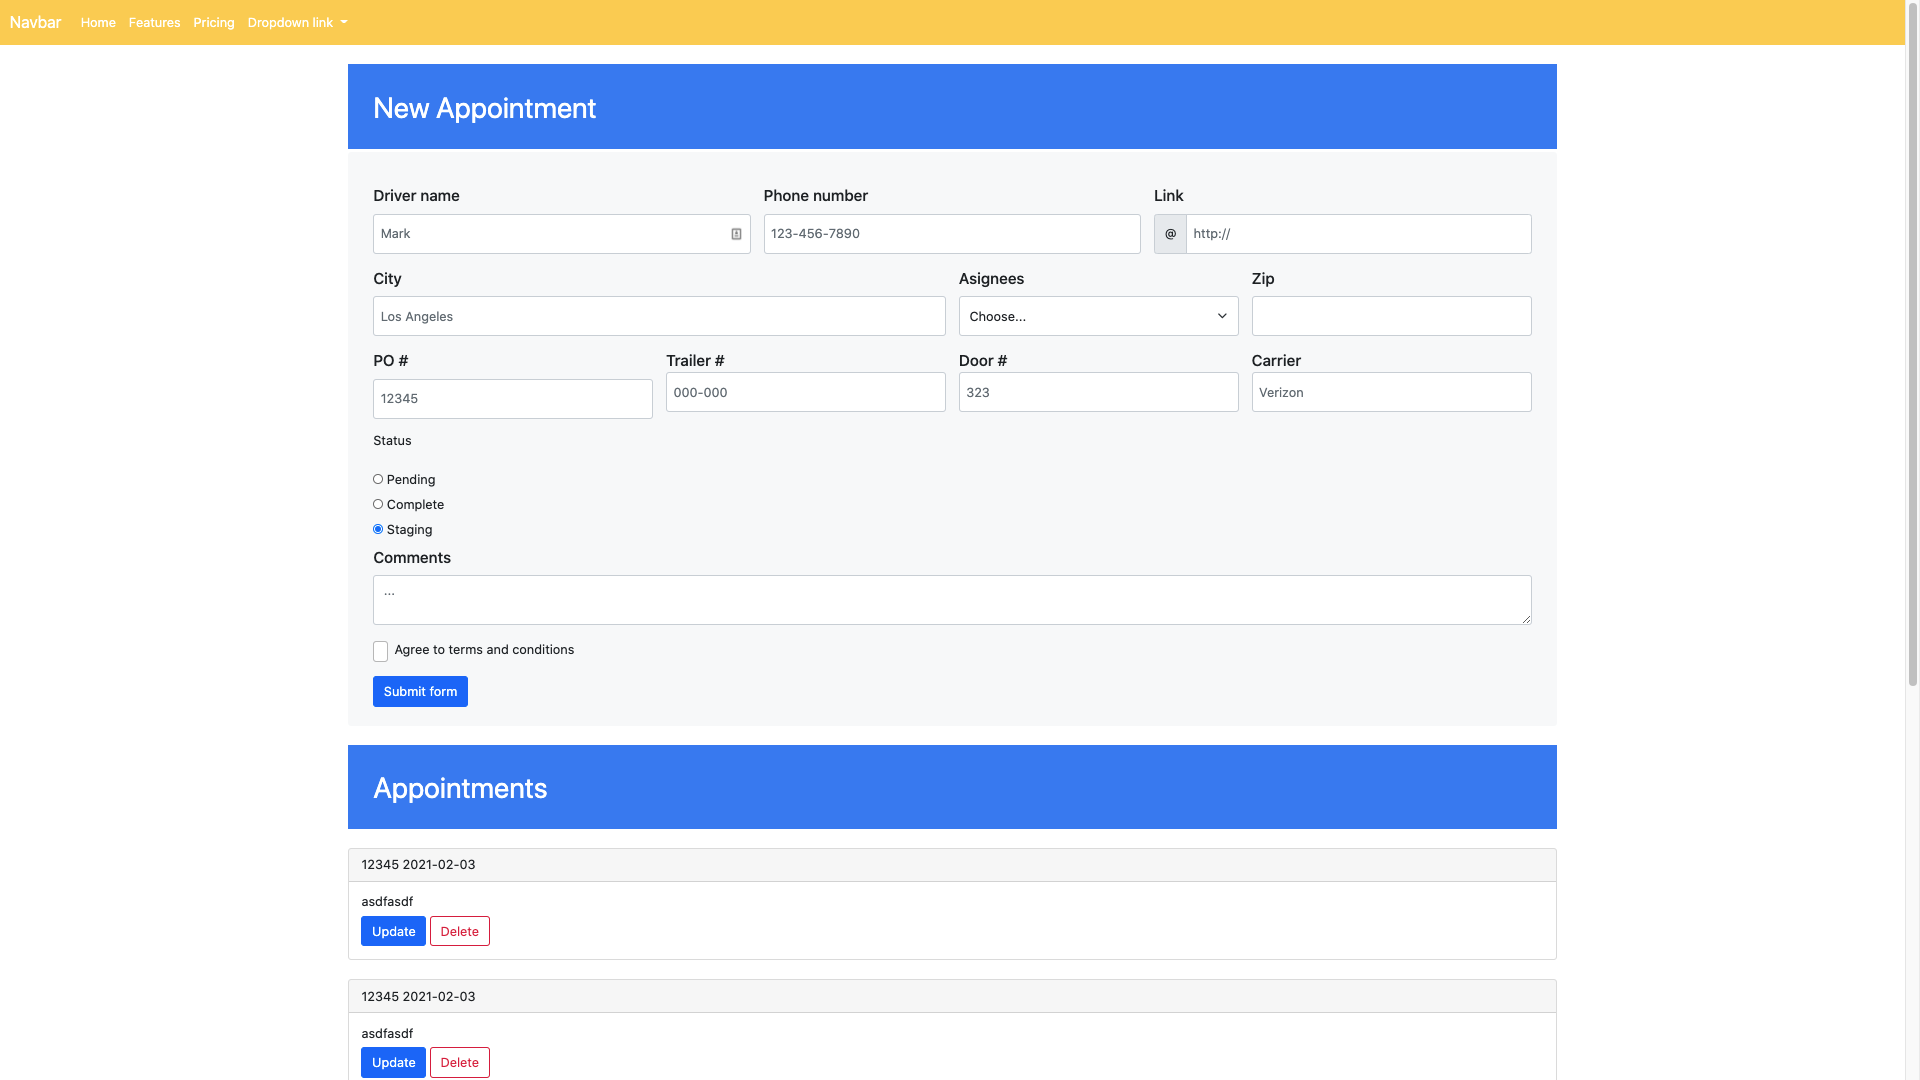 Navbar Home Features Pricing Dropdown link
New Appointment
Driver name Phone number Link
Mark 123-456-7890 @ http://
City Asignees Zip
Los Angeles Choose...
PO # Trailer # Door # Carrier
12345 000-000 323 Verizon
Status
Pending
Complete
Staging
Comments
...
Agree to terms and conditions
Submit form
Appointments
12345 2021-02-03
asdfasdf
Update Delete
12345 2021-02-03
asdfasdf
Update Delete